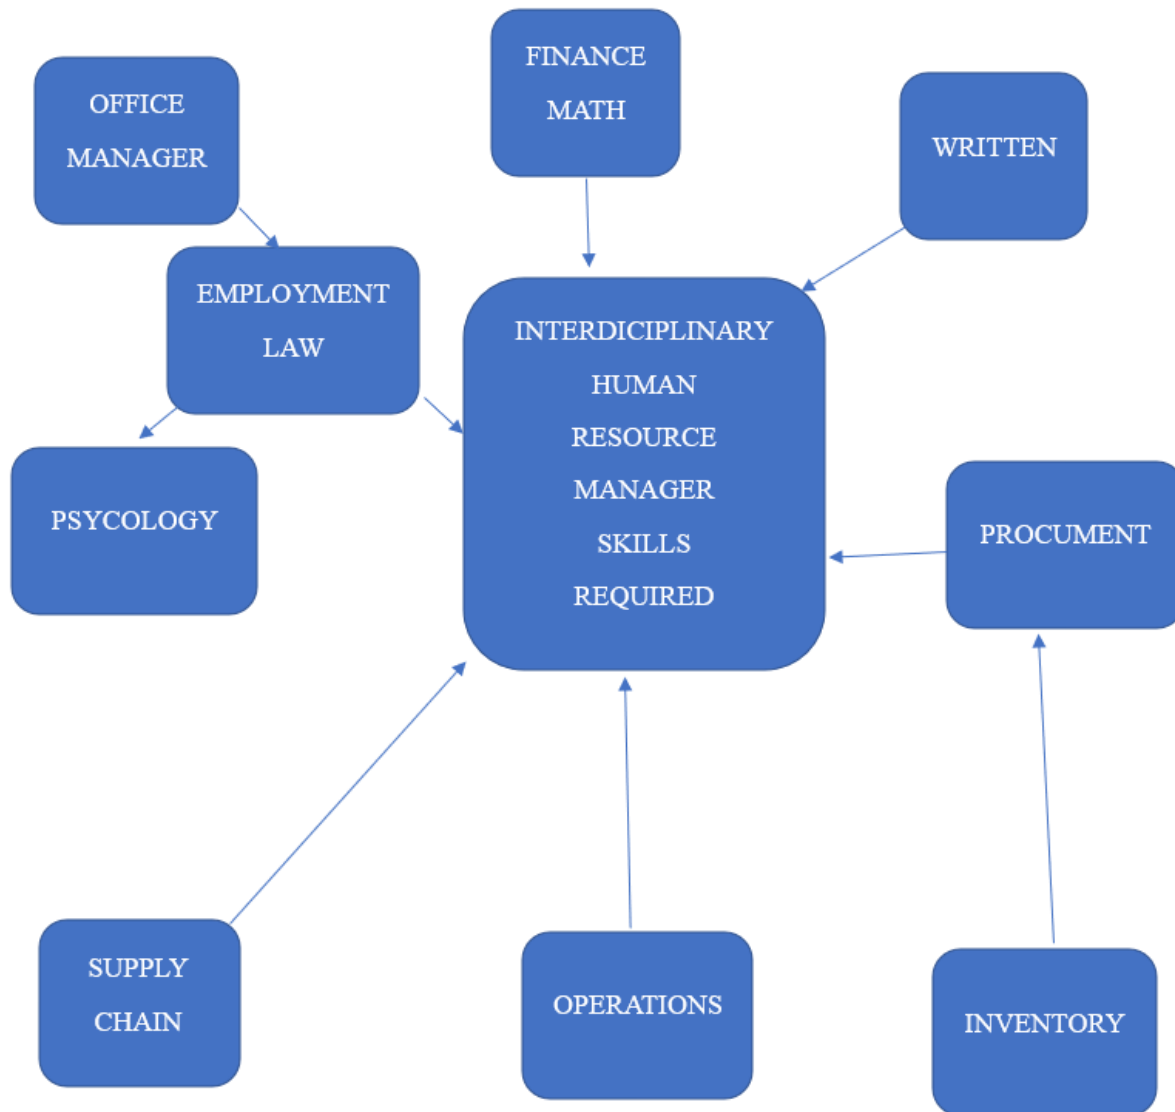 OFFICE
MANAGER
FINANCE
MATH
WRITTEN
EMPLOYMENT
LAW
INTERDICIPLINARY
HUMAN
RESOURCE
MANAGER
SKILLS
REQUIRED
PSYCOLOGY
PROCUMENT
SUPPLY
CHAIN
OPERATIONS
INVENTORY